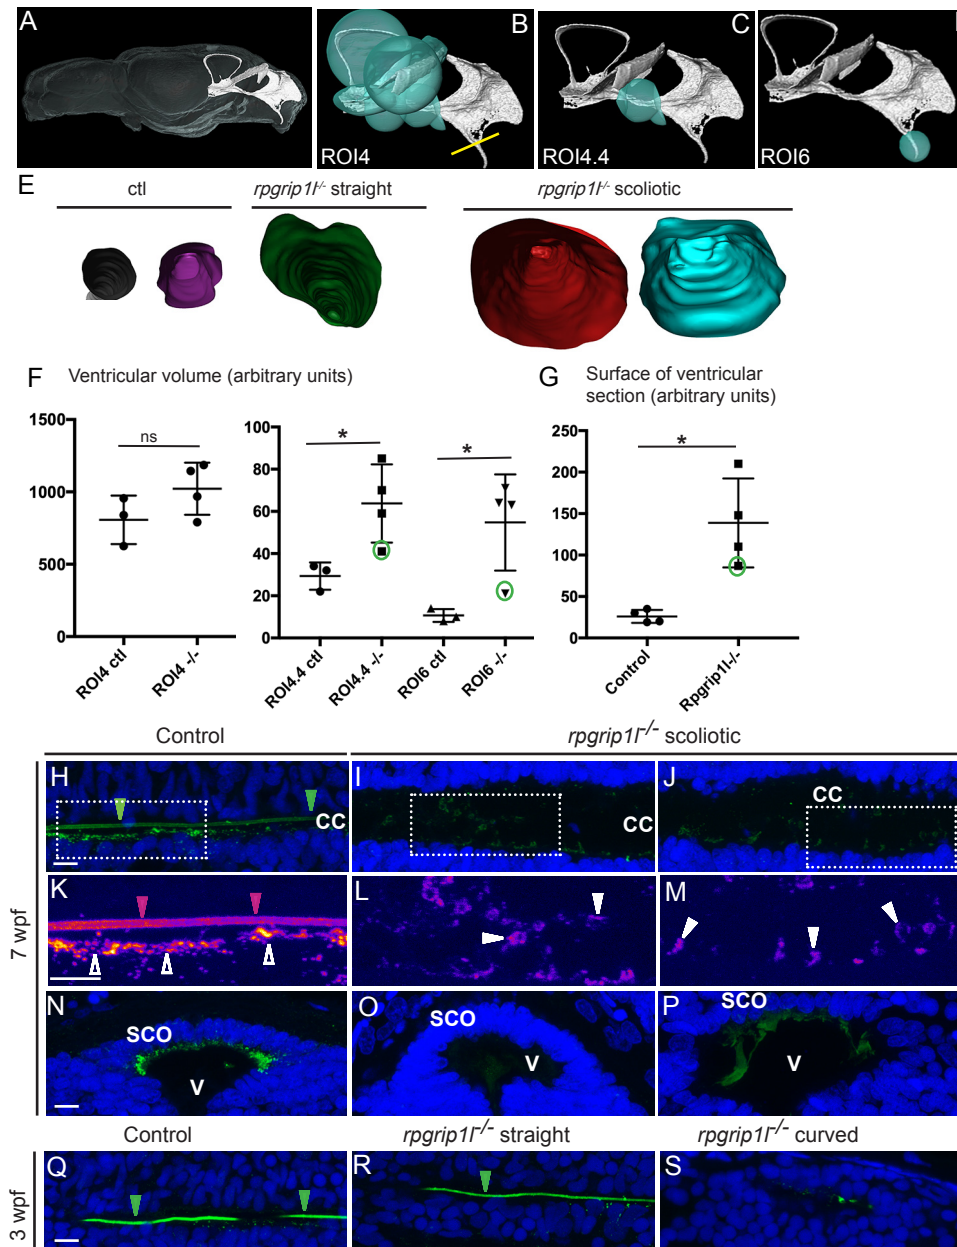 A
B
C
ROI4
ROI4.4
ROI6
E
ctl
rpgrip1l-/- straight
rpgrip1l-/- scoliotic
F Ventricular volume (arbitrary units)
G Surface of ventricular
section (arbitrary units)
1500
1000
500
0
ns
ROI4 ctl
ROI4 -/-
100
80
60
40
20
0
*
*
ROI4.4 ctl
ROI4.4 -/-
ROI6 ctl
ROI6 -/-
250
200
150
100
50
0
*
Control
Rpgrip1l-/-
Control
rpgrip1l-/- scoliotic
7 wpf
H
CC
I
CC
J
CC
K
L
M
N
SCO
V
O
SCO
V
P
SCO
V
Control
rpgrip1l-/- straight
rpgrip1l-/- curved
3 wpf
Q
R
S